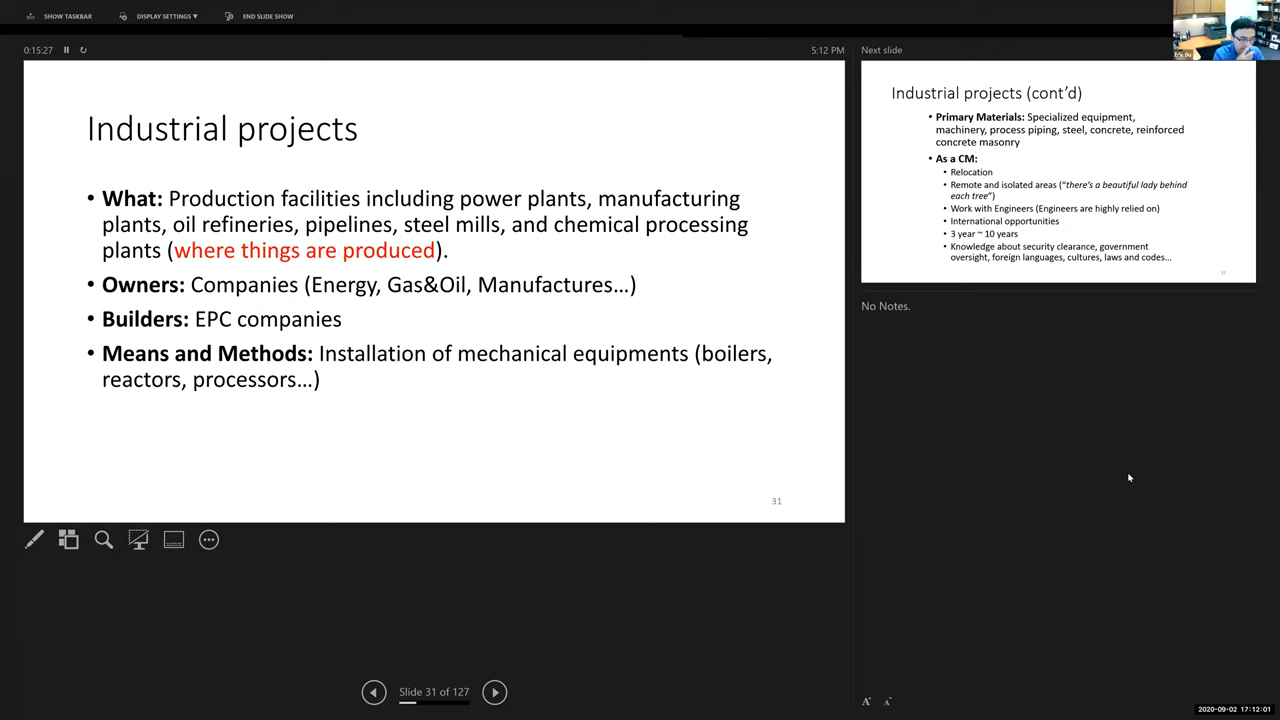 SHOW TASKBAR
DISPLAY SETTINGS ▾
END SLIDE SHOW
0:15:27
5:12 PM
Industrial projects
• What: Production facilities including power plants, manufacturing
plants, oil refineries, pipelines, steel mills, and chemical processing
plants (where things are produced).
• Owners: Companies (Energy, Gas&Oil, Manufactures…)
• Builders: EPC companies
• Means and Methods: Installation of mechanical equipments (boilers,
reactors, processors…)
31
Slide 31 of 127
Next slide
Industrial projects (cont’d)
• Primary Materials: Specialized equipment,
machinery, process piping, steel, concrete, reinforced
concrete masonry
• As a CM:
• Relocation
• Remote and isolated areas (“there’s a beautiful lady behind
each tree”)
• Work with Engineers (Engineers are highly relied on)
• International opportunities
• 3 year ~ 10 years
• Knowledge about security clearance, government
oversight, foreign languages, cultures, laws and codes…
32
No Notes.
Eric Du
2020-09-02 17:12:01